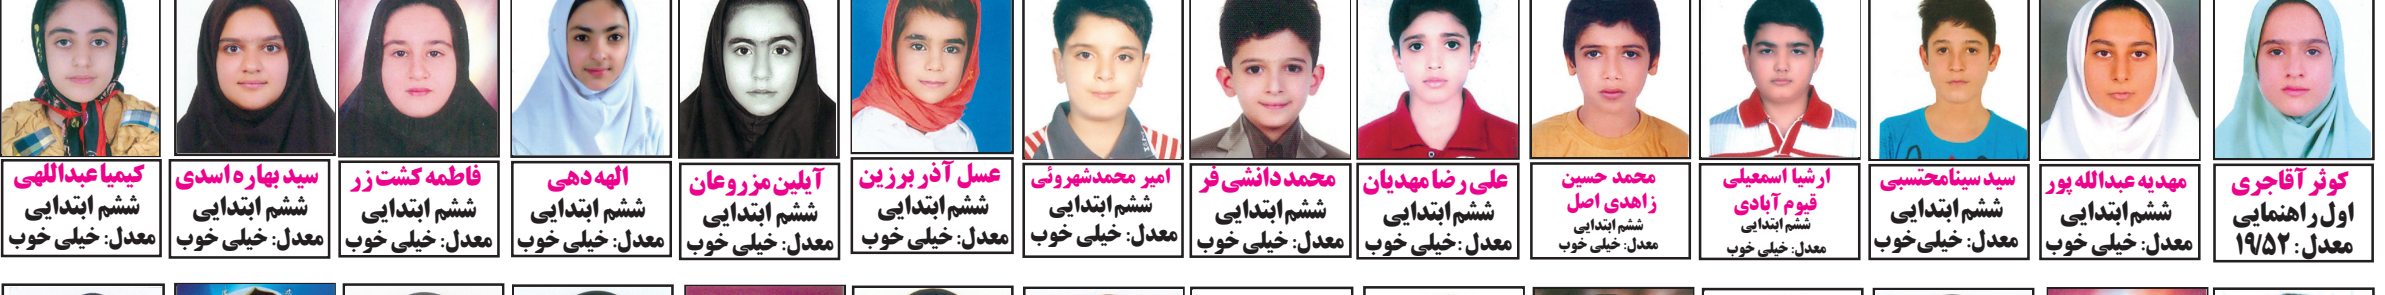 کوثر آقاجری
اول راهنمایی
معدل: ۱۹/۵۲
مهدیه عبدالله پور
ششم ابتدایی
معدل: خیلی خوب
سید سینا محتسبی
ششم ابتدایی
معدل: خیلی خوب
ارشیا اسمعیلی
قیوم آبادی
ششم ابتدایی
معدل: خیلی خوب
محمد حسین
زاهدی اصل
ششم ابتدایی
معدل: خیلی خوب
علی رضا مهدیان
ششم ابتدایی
معدل: خیلی خوب
محمد دانشی فر
ششم ابتدایی
معدل: خیلی خوب
امیر محمد شهروئی
ششم ابتدایی
معدل: خیلی خوب
عسل آذر برزین
ششم ابتدایی
معدل: خیلی خوب
آیلین مزروعان
ششم ابتدایی
معدل: خیلی خوب
الهه دهی
ششم ابتدایی
معدل: خیلی خوب
فاطمه کشت زر
ششم ابتدایی
معدل: خیلی خوب
سید بهاره اسدی
ششم ابتدایی
معدل: خیلی خوب
کیمیا عبداللهی
ششم ابتدایی
معدل: خیلی خوب